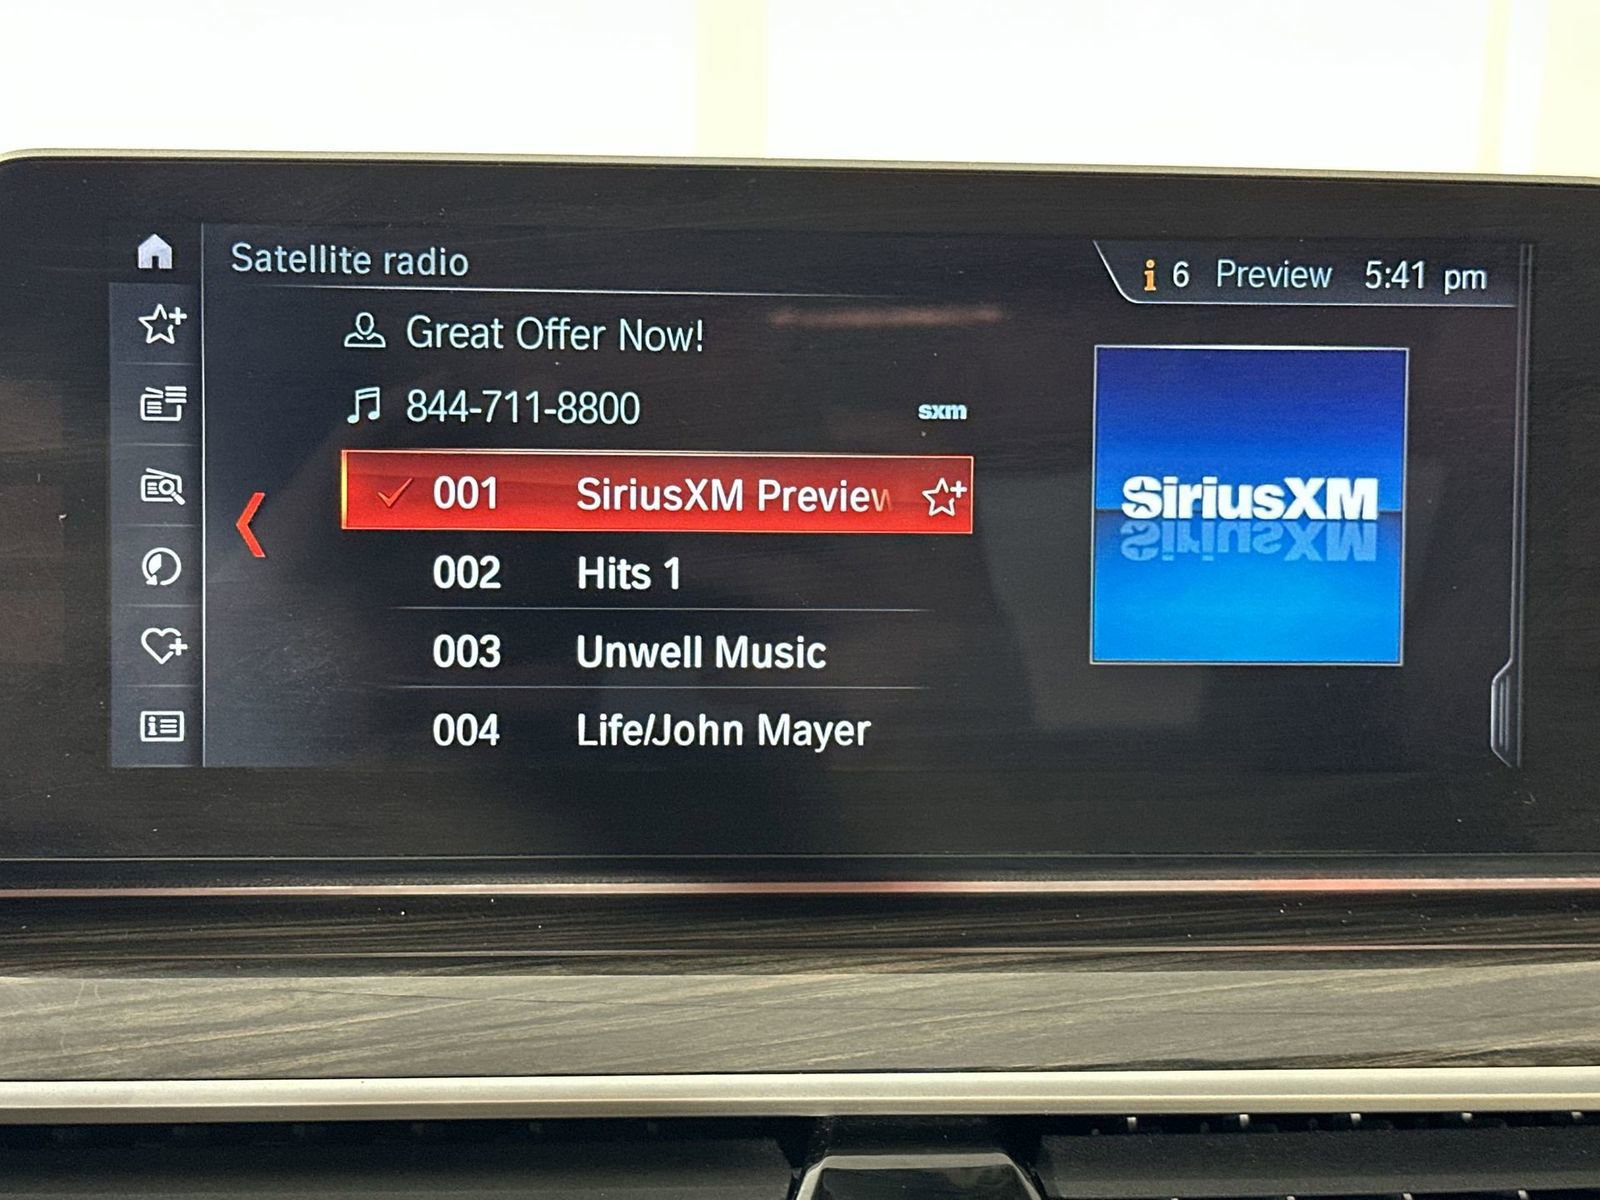 Satellite radio
i 6 Preview 5:41 pm
Great Offer Now!
844-711-8800 sxm
001 SiriusXM Preview
002 Hits 1
003 Unwell Music
004 Life/John Mayer
SiriusXM